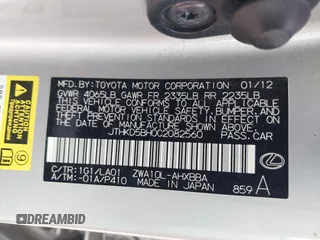 MFD. BY: TOYOTA MOTOR CORPORATION 01/12
GVWR 4065LB GAWR FR 2335LB RR 2235LB
THIS VEHICLE CONFORMS TO ALL APPLICABLE
FEDERAL MOTOR VEHICLE SAFETY, BUMPER, AND
THEFT PREVENTION STANDARDS IN EFFECT ON
THE DATE OF MANUFACTURE SHOWN ABOVE.
JTHKD5BH0C2082560 PASS.CAR
C/TR:1G1/LA01 ZWA10L-AHXBBA
A/TM:-01A/P410 MADE IN JAPAN 859 A
CAUTION
DREAMBID